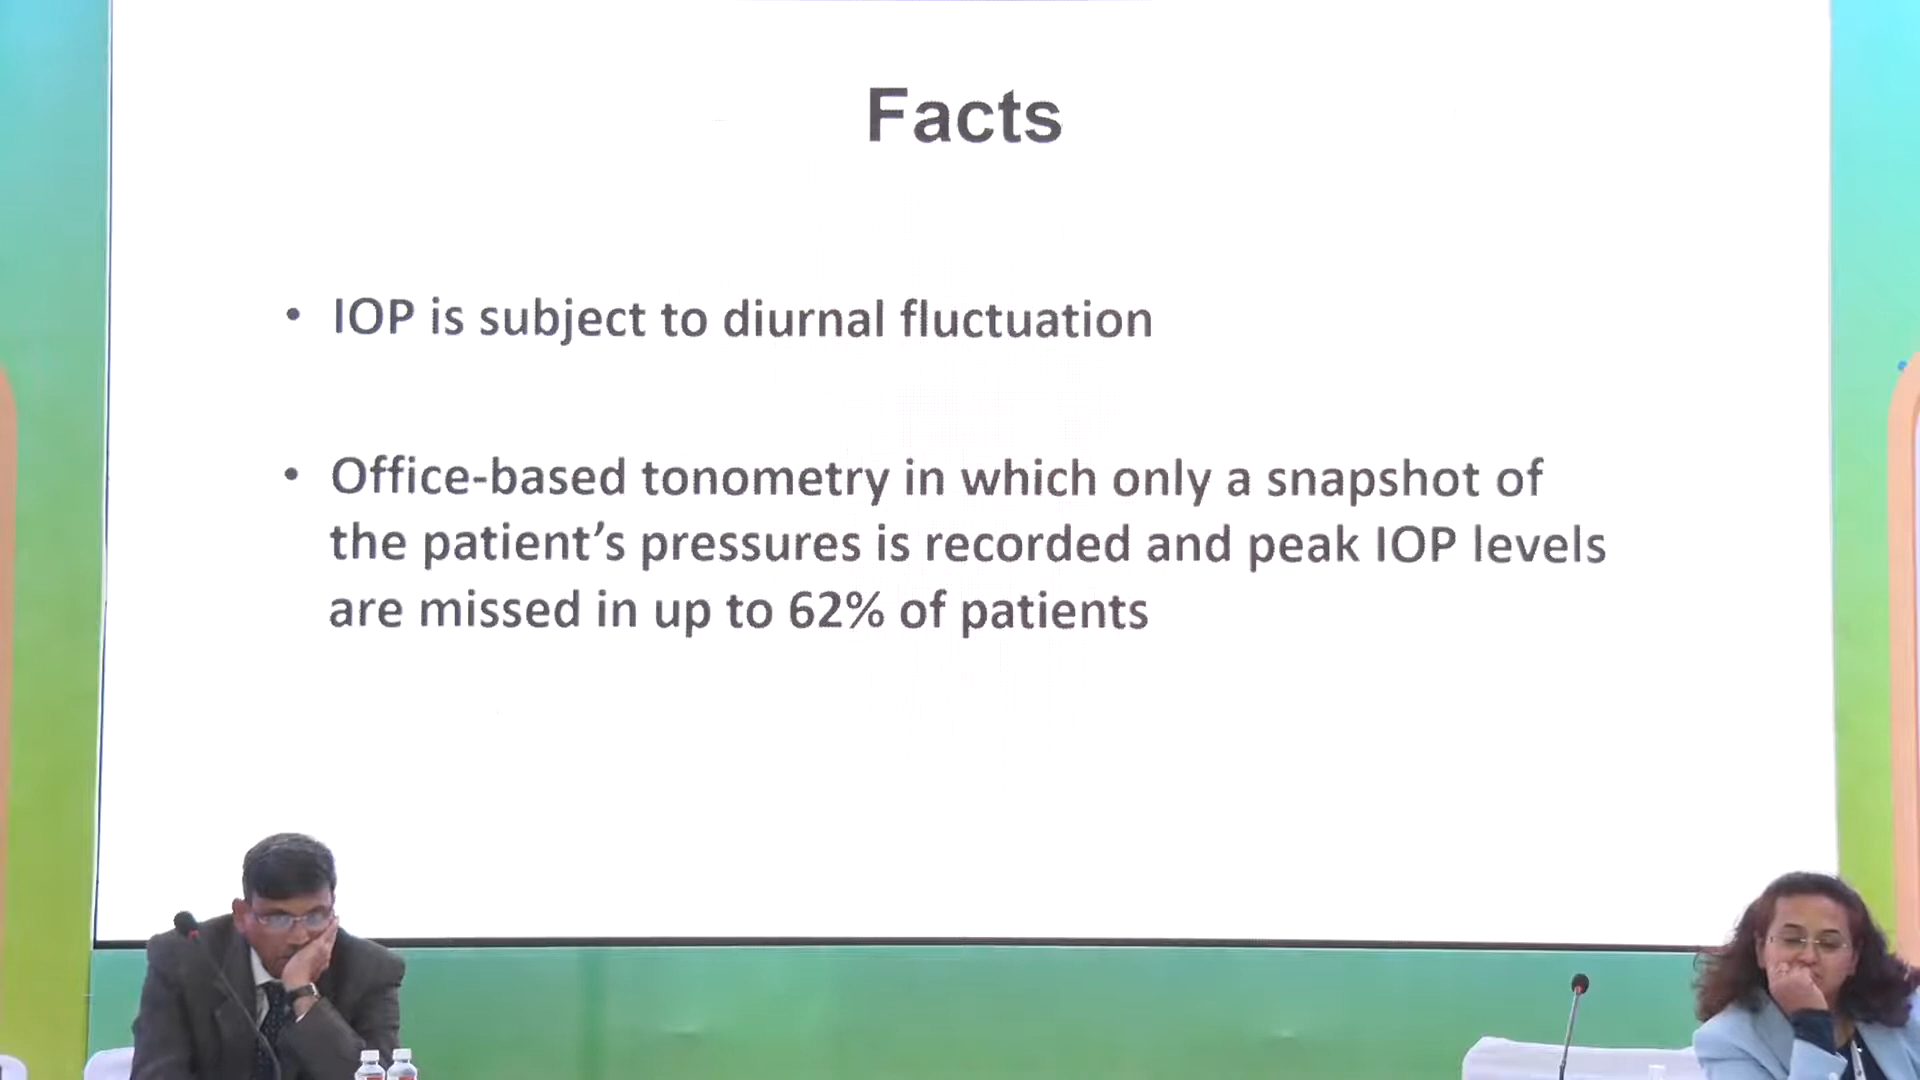 Facts
• IOP is subject to diurnal fluctuation
• Office-based tonometry in which only a snapshot of
the patient’s pressures is recorded and peak IOP levels
are missed in up to 62% of patients